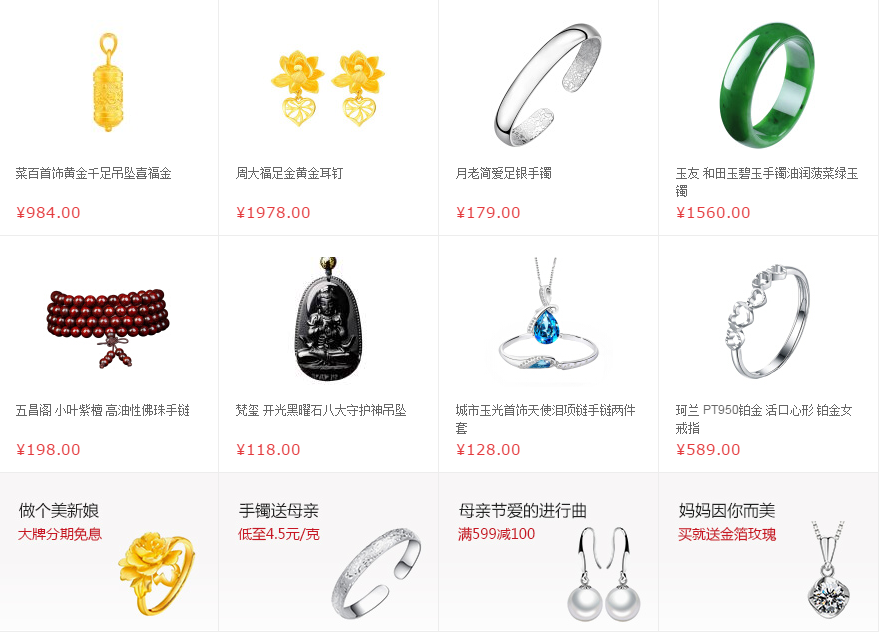 菜百首饰黄金千足吊坠喜福金
¥984.00
周大福足金黄金耳钉
¥1978.00
月老简爱足银手镯
¥179.00
玉友 和田玉碧玉手镯油润菠菜绿玉
镯
¥1560.00
五昌阁 小叶紫檀 高油性佛珠手链
¥198.00
梵玺 开光黑曜石八大守护神吊坠
¥118.00
城市玉光首饰天使泪项链手链两件
套
¥128.00
珂兰 PT950铂金 活口心形 铂金女
戒指
¥589.00
做个美新娘
大牌分期免息
手镯送母亲
低至4.5元/克
母亲节爱的进行曲
满599减100
妈妈因你而美
买就送金箔玫瑰